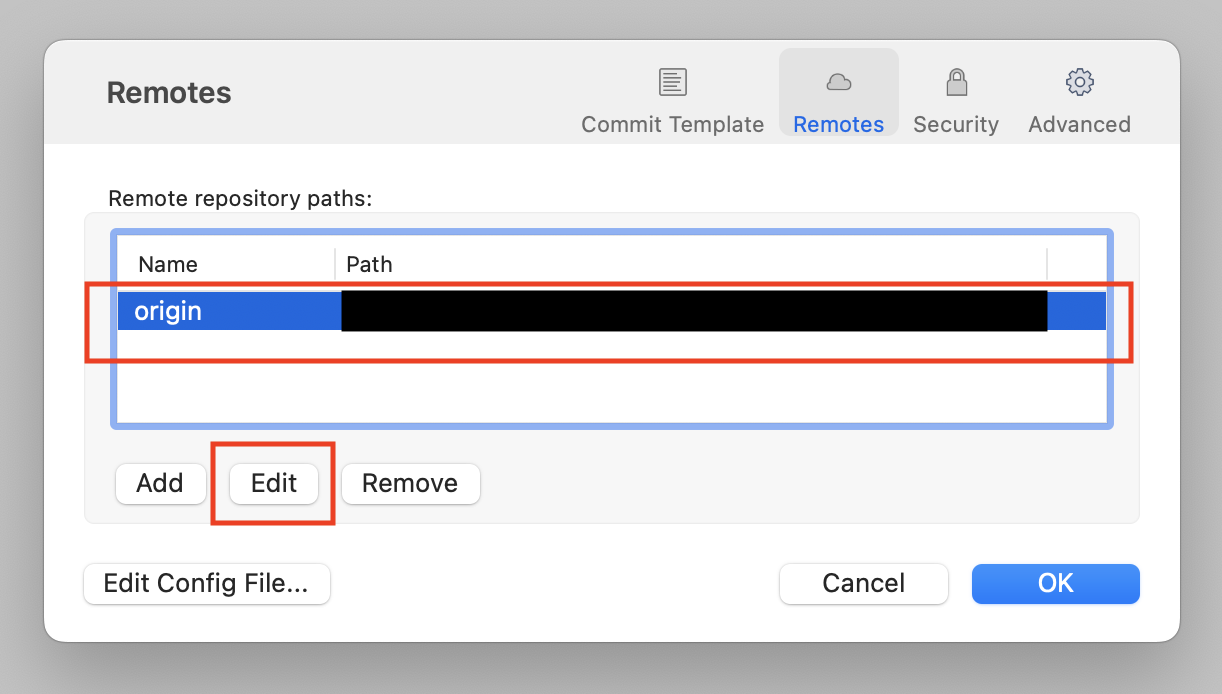 Remotes
Commit Template
Remotes
Security
Advanced
Remote repository paths:
Name
Path
origin
Add
Edit
Remove
Edit Config File...
Cancel
OK